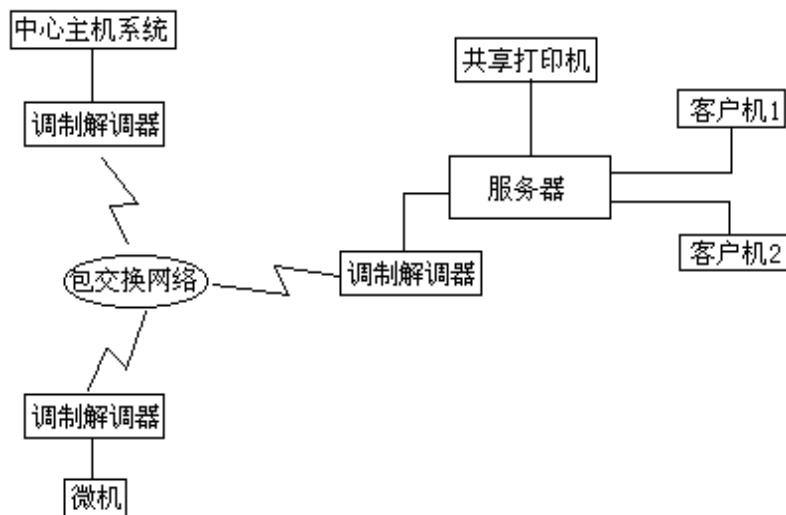 中心主机系统
共享打印机
调制解调器
客户机1
服务器
客户机2
包交换网络
调制解调器
调制解调器
微机